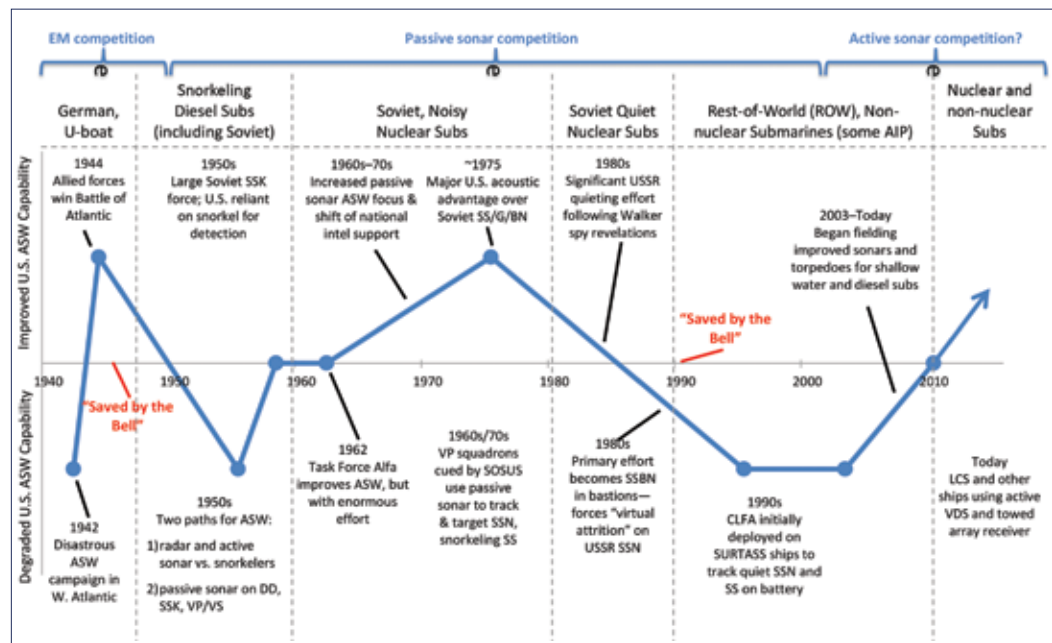 EM competition
Passive sonar competition
Active sonar competition?
German,
U-boat
Snorkeling
Diesel Subs
(including Soviet)
Soviet, Noisy
Nuclear Subs
Soviet Quiet
Nuclear Subs
Rest-of-World (ROW), Non-
nuclear Submarines (some AIP)
Nuclear and
non-nuclear
Subs
Improved U.S. ASW Capability
Degraded U.S. ASW Capability
1944
Allied forces
win Battle of
Atlantic
1950s
Large Soviet SSK
force; U.S. reliant
on snorkel for
detection
1960s–70s
Increased passive
sonar ASW focus &
shift of national
intel support
~1975
Major U.S. acoustic
advantage over
Soviet SS/G/BN
1980s
Significant USSR
quieting effort
following Walker
spy revelations
2003–Today
Began fielding
improved sonars and
torpedoes for shallow
water and diesel subs
"Saved by the
Bell"
1940
1950
1960
1970
1980
1990
2000
2010
"Saved by the
Bell"
1942
Disastrous
ASW
campaign in
W. Atlantic
1950s
Two paths for ASW:
1)radar and active
sonar vs. snorkelers
2)passive sonar on DD,
SSK, VP/VS
1962
Task Force Alfa
improves ASW, but
with enormous
effort
1960s/70s
VP squadrons
cued by SOSUS
use passive
sonar to track
& target SSN,
snorkeling SS
1980s
Primary effort
becomes SSBN
in bastions—
forces "virtual
attrition" on
USSR SSN
1990s
CLFA initially
deployed on
SURTASS ships to
track quiet SSN and
SS on battery
Today
LCS and other
ships using active
VDS and towed
array receiver